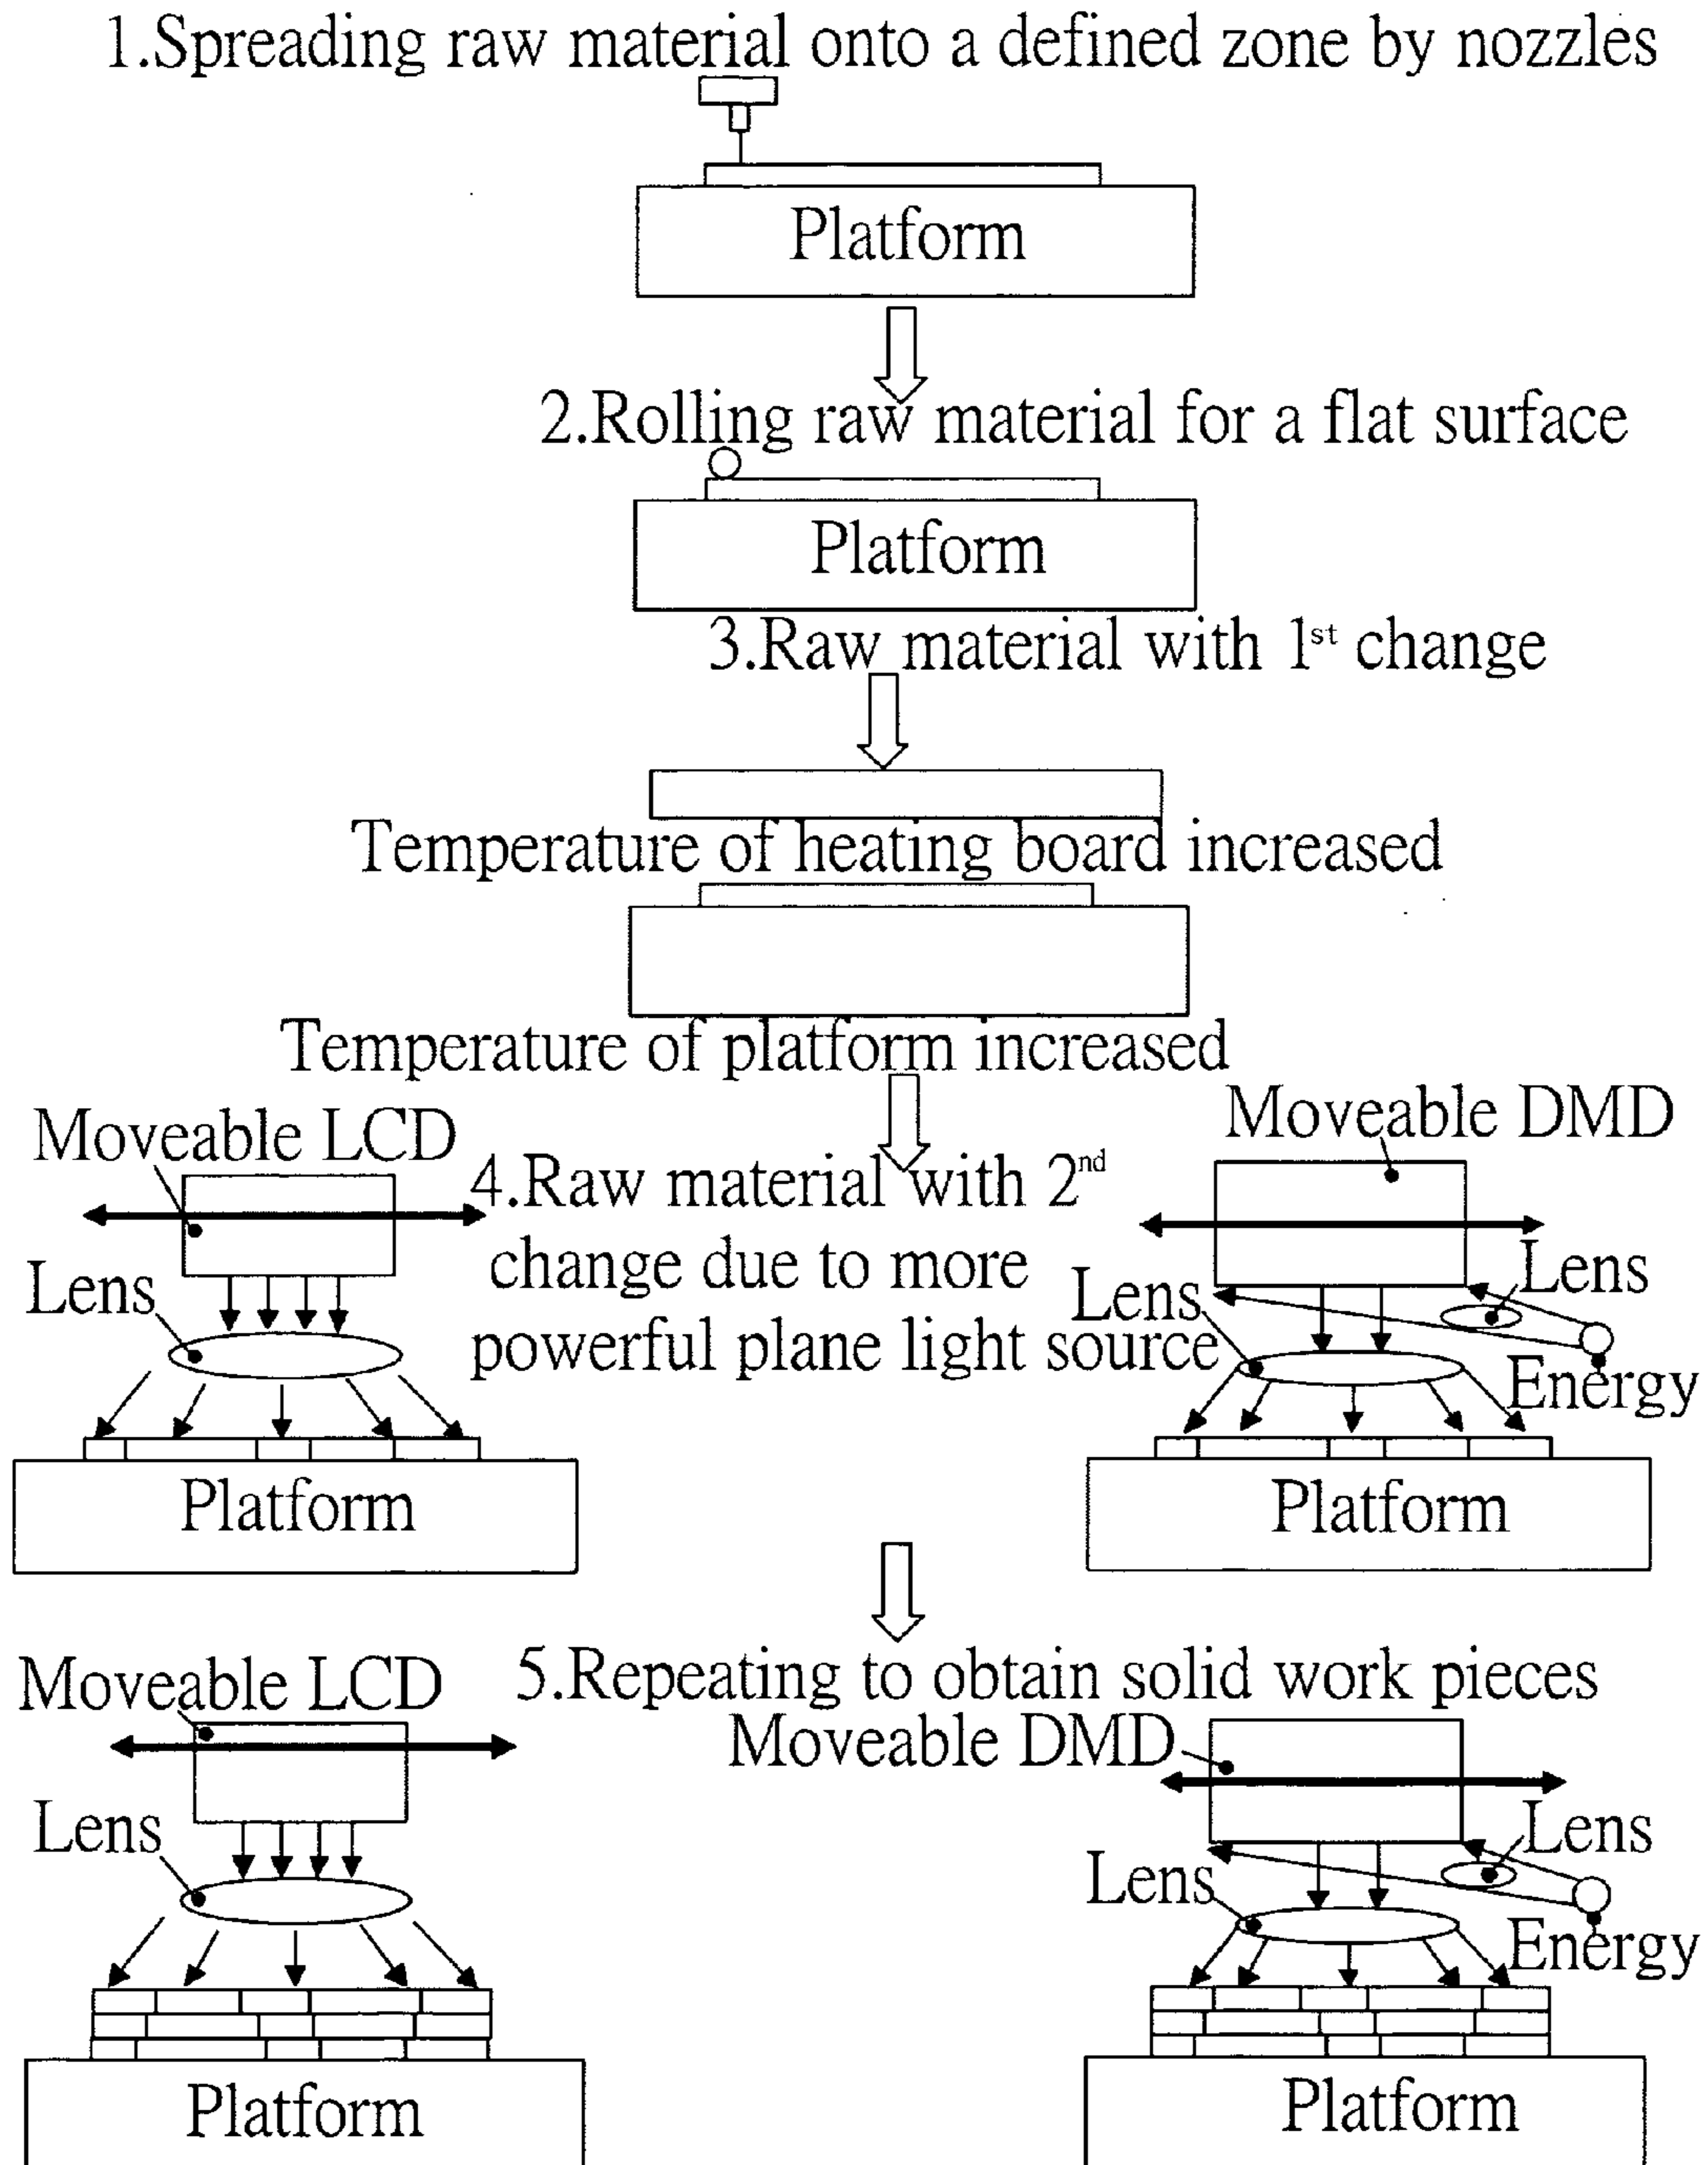 1.Spreading raw material onto a defined zone by nozzles
Platform
2.Rolling raw material for a flat surface
Platform
3.Raw material with 1st change
Temperature of heating board increased
Temperature of platform increased
Moveable LCD
Lens
Platform
4.Raw material with 2nd
change due to more
powerful plane light source
Moveable DMD
Lens
Lens
Energy
Platform
5.Repeating to obtain solid work pieces
Moveable LCD
Lens
Platform
Moveable DMD
Lens
Lens
Energy
Platform